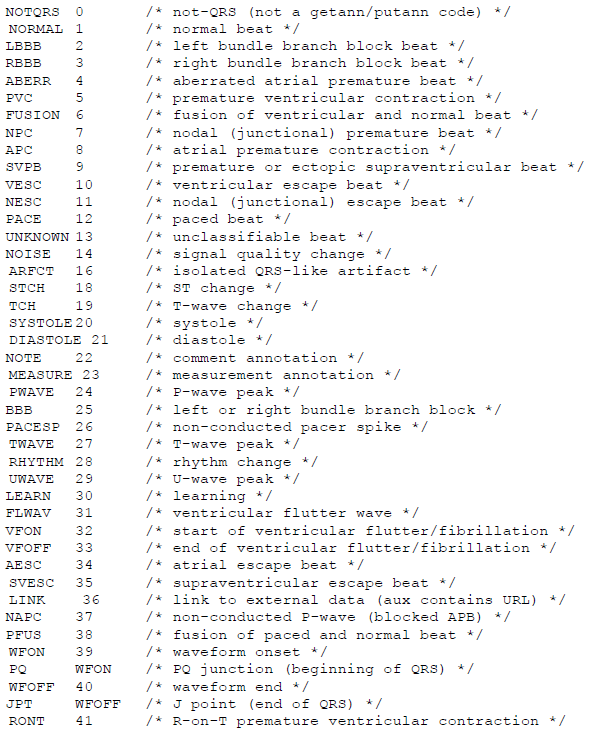 NOTQRS 0 /* not-QRS (not a getann/putann code) */
NORMAL 1 /* normal beat */
LBBB 2 /* left bundle branch block beat */
RBBB 3 /* right bundle branch block beat */
ABERR 4 /* aberrated atrial premature beat */
PVC 5 /* premature ventricular contraction */
FUSION 6 /* fusion of ventricular and normal beat */
NPC 7 /* nodal (junctional) premature beat */
APC 8 /* atrial premature contraction */
SVPB 9 /* premature or ectopic supraventricular beat */
VESC 10 /* ventricular escape beat */
NESC 11 /* nodal (junctional) escape beat */
PACE 12 /* paced beat */
UNKNOWN 13 /* unclassifiable beat */
NOISE 14 /* signal quality change */
ARFCT 16 /* isolated QRS-like artifact */
STCH 18 /* ST change */
TCH 19 /* T-wave change */
SYSTOLE20 /* systole */
DIASTOLE 21 /* diastole */
NOTE 22 /* comment annotation */
MEASURE 23 /* measurement annotation */
PWAVE 24 /* P-wave peak */
BBB 25 /* left or right bundle branch block */
PACESP 26 /* non-conducted pacer spike */
TWAVE 27 /* T-wave peak */
RHYTHM 28 /* rhythm change */
UWAVE 29 /* U-wave peak */
LEARN 30 /* learning */
FLWAV 31 /* ventricular flutter wave */
VFON 32 /* start of ventricular flutter/fibrillation */
VFOFF 33 /* end of ventricular flutter/fibrillation */
AESC 34 /* atrial escape beat */
SVESC 35 /* supraventricular escape beat */
LINK 36 /* link to external data (aux contains URL) */
NAPC 37 /* non-conducted P-wave (blocked APB) */
PFUS 38 /* fusion of paced and normal beat */
WFON 39 /* waveform onset */
PQ WFON /* PQ junction (beginning of QRS) */
WFOFF 40 /* waveform end */
JPT WFOFF /* J point (end of QRS) */
RONT 41 /* R-on-T premature ventricular contraction */